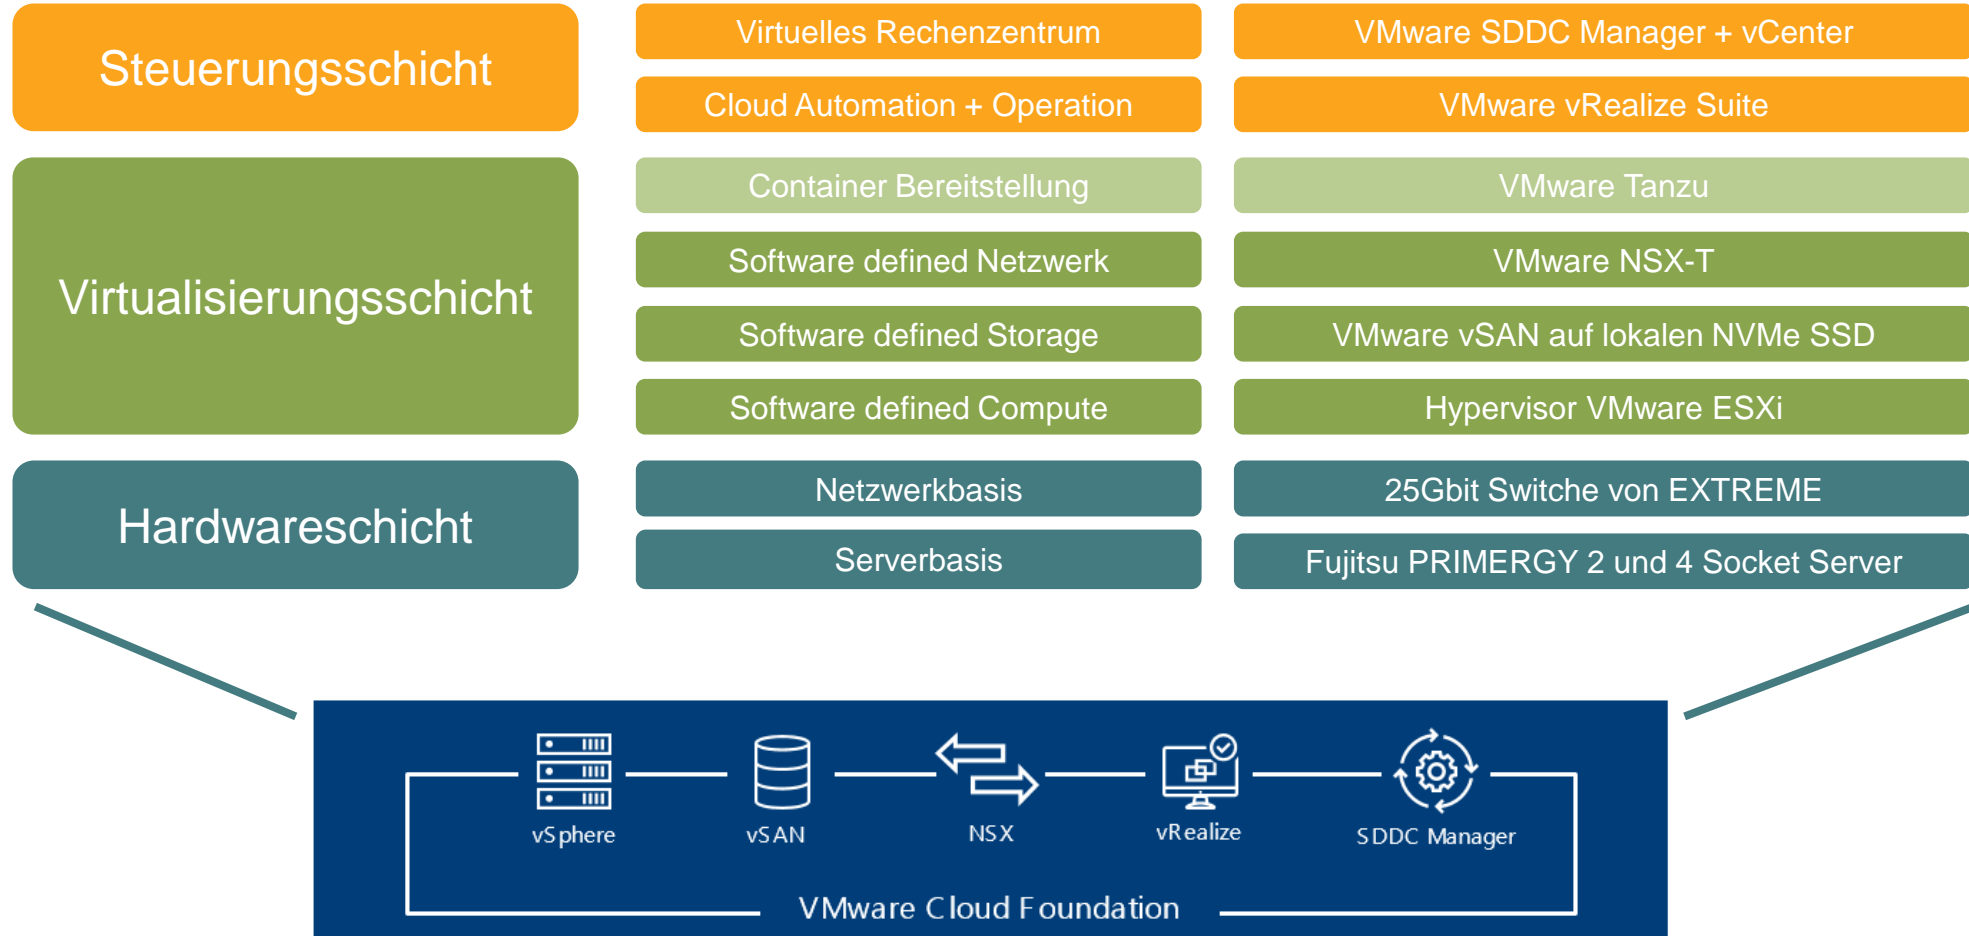 Steuerungsschicht
Virtuelles Rechenzentrum
VMware SDDC Manager + vCenter
Cloud Automation + Operation
VMware vRealize Suite
Virtualisierungsschicht
Container Bereitstellung
VMware Tanzu
Software defined Netzwerk
VMware NSX-T
Software defined Storage
VMware vSAN auf lokalen NVMe SSD
Software defined Compute
Hypervisor VMware ESXi
Hardwareschicht
Netzwerkbasis
25Gbit Switche von EXTREME
Serverbasis
Fujitsu PRIMERGY 2 und 4 Socket Server
vSphere
vSAN
NSX
vRealize
SDDC Manager
VMware Cloud Foundation